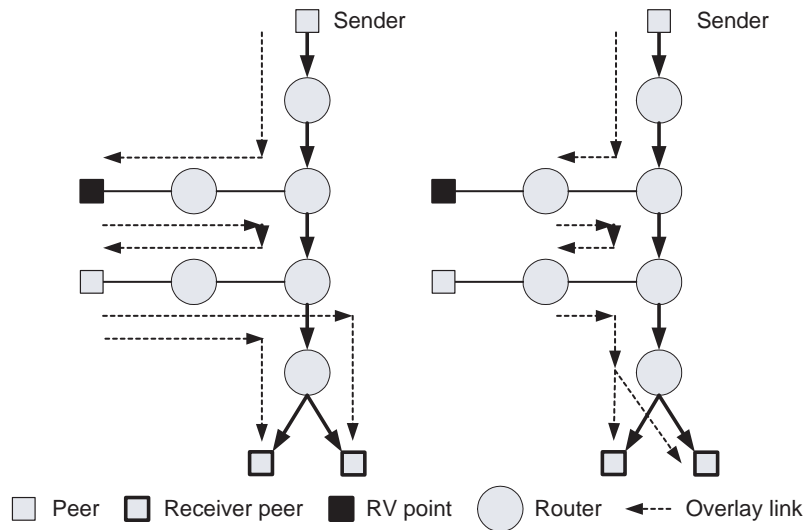 Sender
Sender
Peer
Receiver peer
RV point
Router
Overlay link